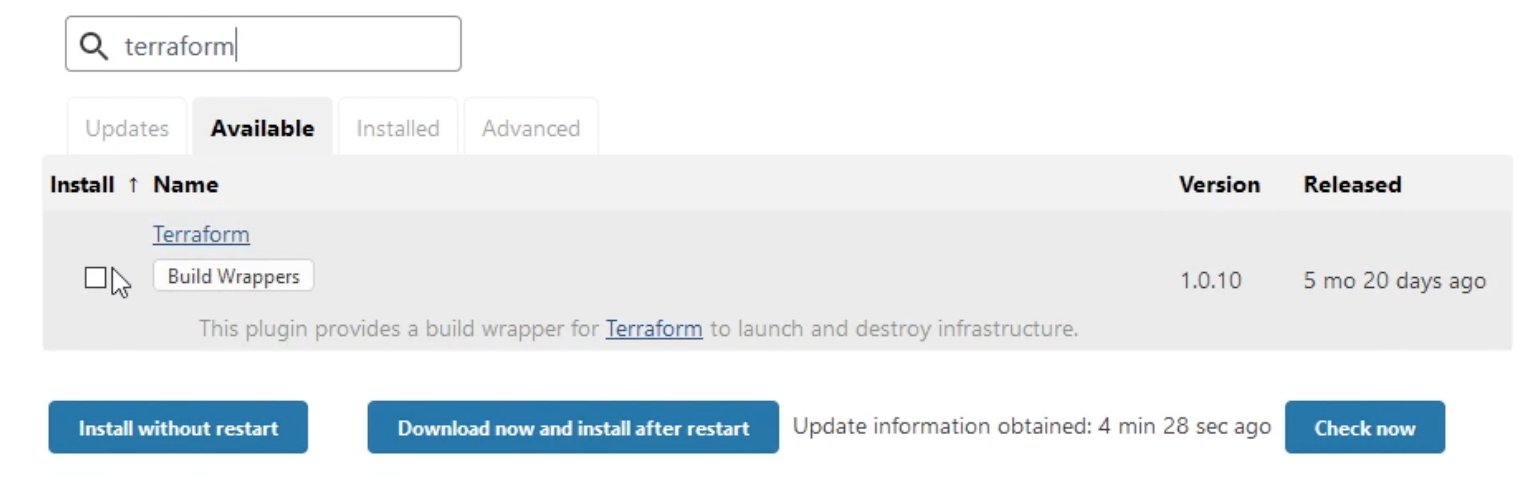 terraform
Updates Available Installed Advanced
Install ↑ Name Version Released
Terraform
Build Wrappers 1.0.10 5 mo 20 days ago
This plugin provides a build wrapper for Terraform to launch and destroy infrastructure.
Install without restart Download now and install after restart Update information obtained: 4 min 28 sec ago Check now